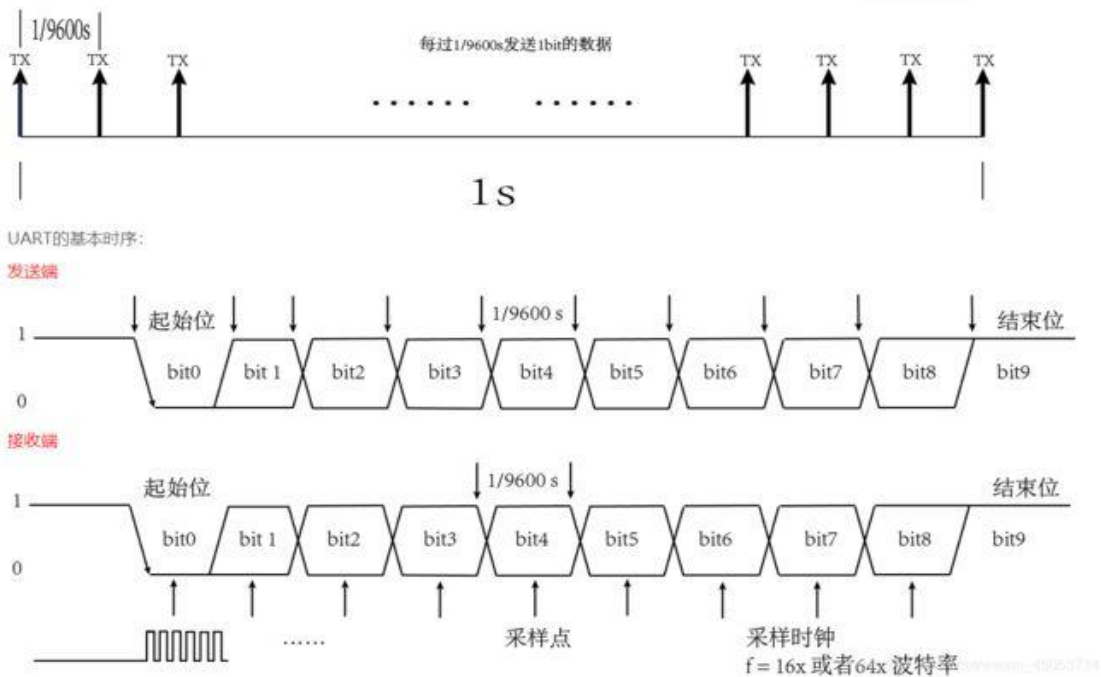 1/9600s
TX TX TX TX TX TX TX
每过1/9600s发送1bit的数据
1s
UART的基本时序:
发送端
起始位 1/9600 s 结束位
1
bit0 bit 1 bit2 bit3 bit4 bit5 bit6 bit7 bit8 bit9
0
接收端
起始位 1/9600 s 结束位
1
bit0 bit 1 bit2 bit3 bit4 bit5 bit6 bit7 bit8 bit9
0
...... 采样点 采样时钟
f = 16x 或者64x 波特率